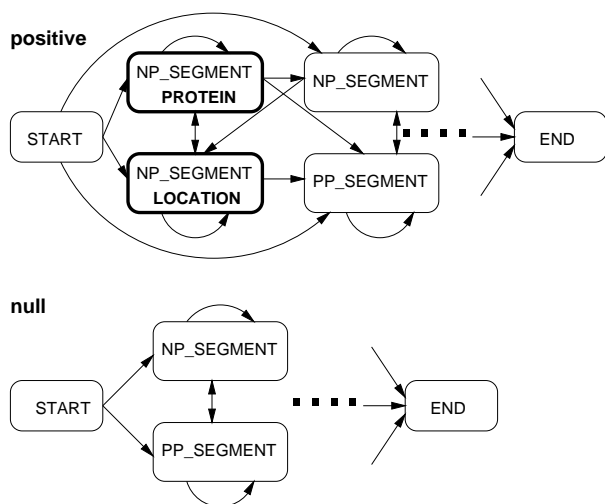 positive
NP_SEGMENT
PROTEIN
NP_SEGMENT
START
END
NP_SEGMENT
LOCATION
PP_SEGMENT
null
NP_SEGMENT
START
END
PP_SEGMENT